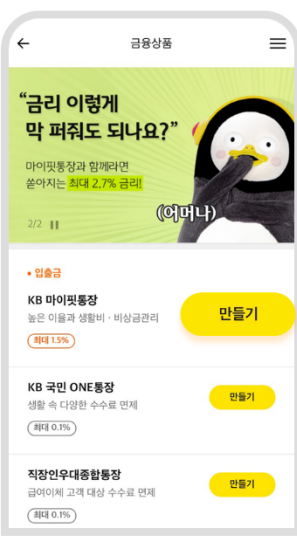 금융상품
“금리 이렇게
막 퍼줘도 되나요?”
마이핏통장과 함께라면
쏟아지는 최대 2.7% 금리!
(어머나)
2/2
• 입출금
KB 마이핏통장
높은 이율과 생활비 · 비상금관리
만들기
최대 1.5%
KB 국민 ONE통장
생활 속 다양한 수수료 면제
만들기
최대 0.1%
직장인우대종합통장
급여이체 고객 대상 수수료 면제
만들기
최대 0.1%